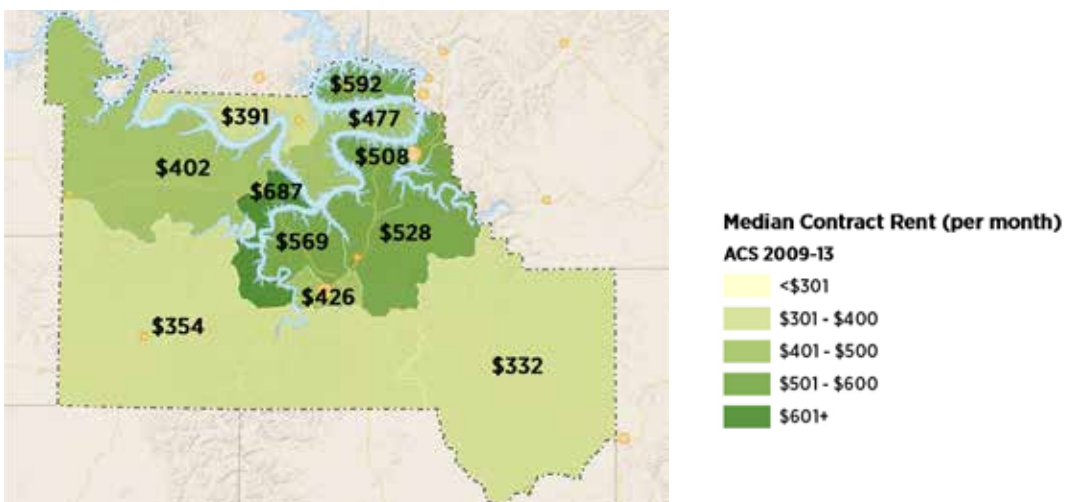 $592
$391
$477
$508
$402
$687
$569
$528
$426
$354
$332
Median Contract Rent (per month)
ACS 2009-13
<$301
$301 - $400
$401 - $500
$501 - $600
$601+